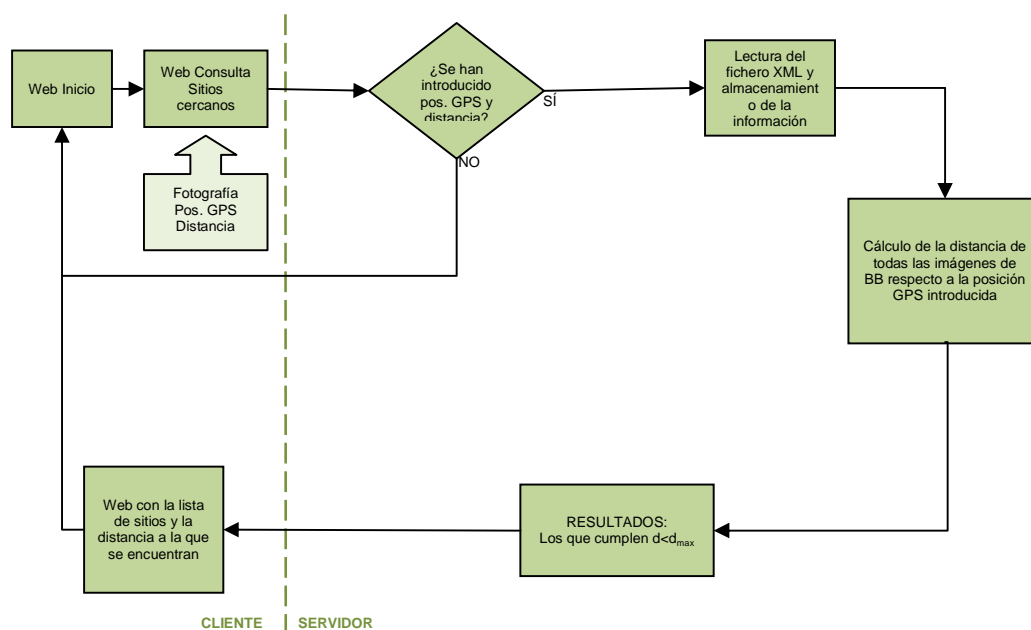 Web Inicio
Web Consulta
Sitios
cercanos
¿Se han
introducido
pos. GPS y
distancia?
SÍ
NO
Lectura del
fichero XML y
almacenamient
o de la
información
Fotografía
Pos. GPS
Distancia
Cálculo de la distancia de
todas las imágenes de
BB respecto a la posición
GPS introducida
Web con la lista
de sitios y la
distancia a la que
se encuentran
RESULTADOS:
Los que cumplen d<dmax
CLIENTE
SERVIDOR